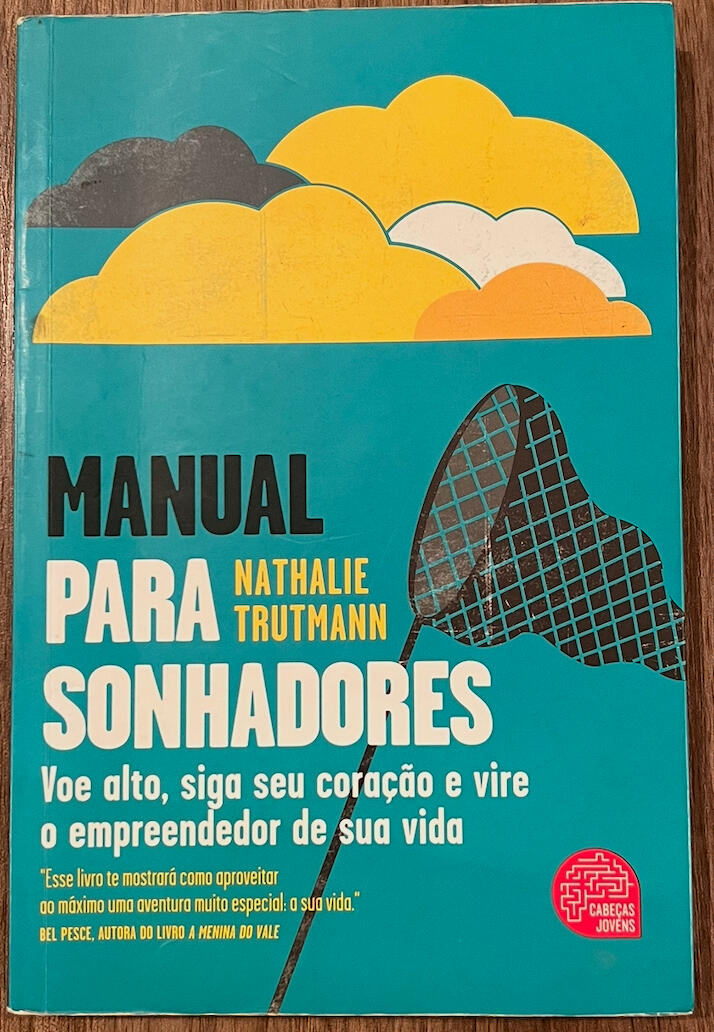 MANUAL
PARA
NATHALIE
TRUTMANN
SONHADORES
Voe alto, siga seu coração e vire
o empreendedor de sua vida
"Esse livro te mostrará como aproveitar
ao máximo uma aventura muito especial: a sua vida."
BEL PESCE, AUTORA DO LIVRO A MENINA DO VALE
CABEÇAS
JOVENS